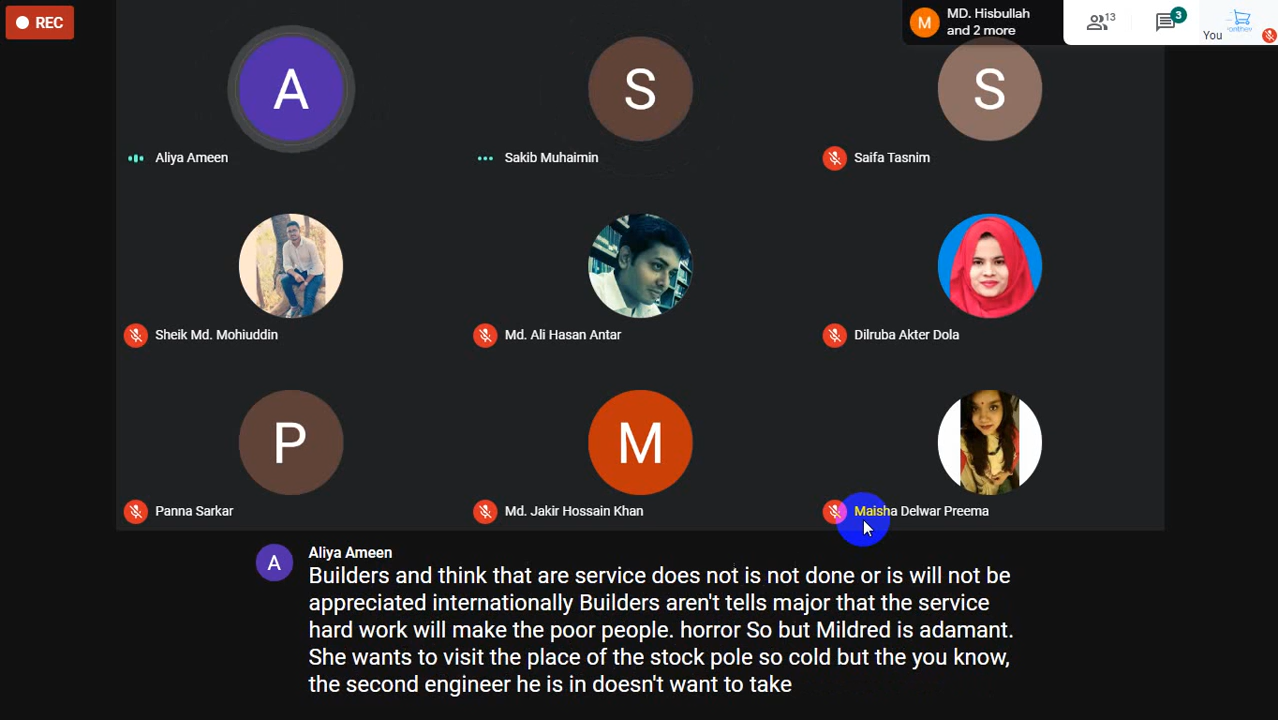 REC
MD. Hisbullah
and 2 more
13
3
You
A
S
S
Aliya Ameen
Sakib Muhaimin
Saifa Tasnim
Sheik Md. Mohiuddin
Md. Ali Hasan Antar
Dilruba Akter Dola
P
M
Panna Sarkar
Md. Jakir Hossain Khan
Maisha Delwar Preema
A
Aliya Ameen
Builders and think that are service does not is not done or is will not be
appreciated internationally Builders aren't tells major that the service
hard work will make the poor people. horror So but Mildred is adamant.
She wants to visit the place of the stock pole so cold but the you know,
the second engineer he is in doesn't want to take